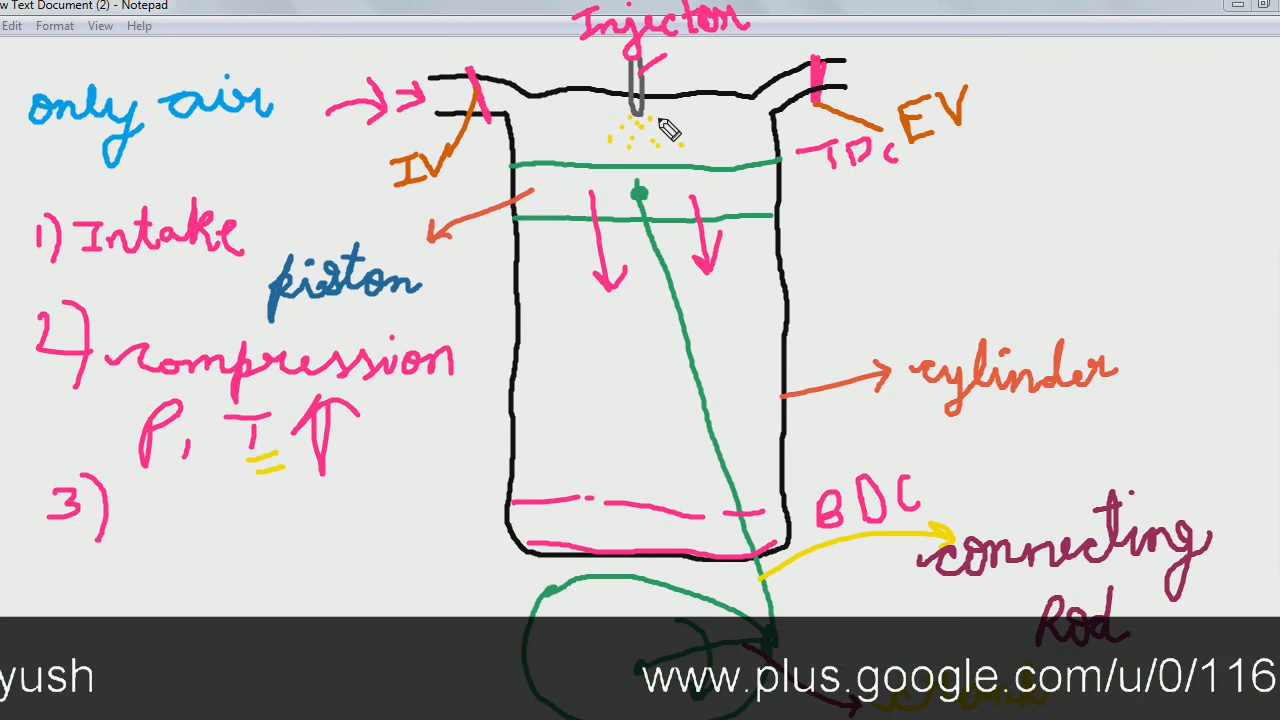 w Text Document (2) - Notepad
Edit Format View Help
Injector
only air
IV
EV
TDC
1) Intake
piston
2) compression
P, T ↑
cylinder
3)
BDC
connecting
Rod
yush
www.plus.google.com/u/0/116